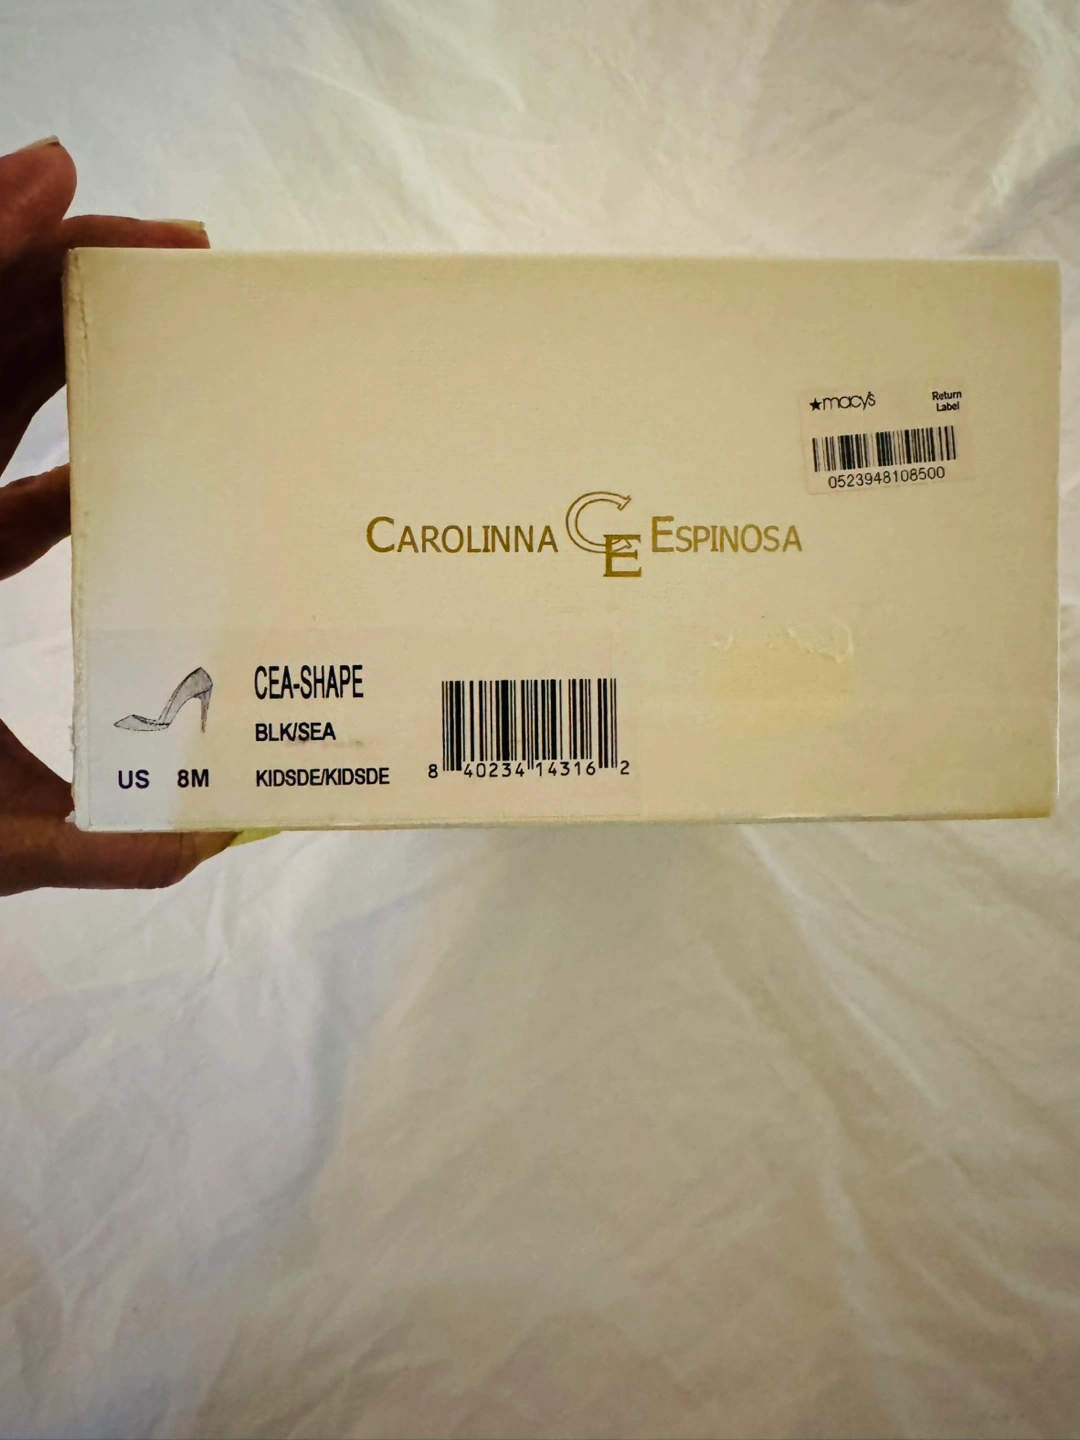 ★macy's Return Label
0523948108500
CAROLINNA CE ESPINOSA
CEA-SHAPE
BLK/SEA
US 8M KIDSDE/KIDSDE
8 40234 14316 2